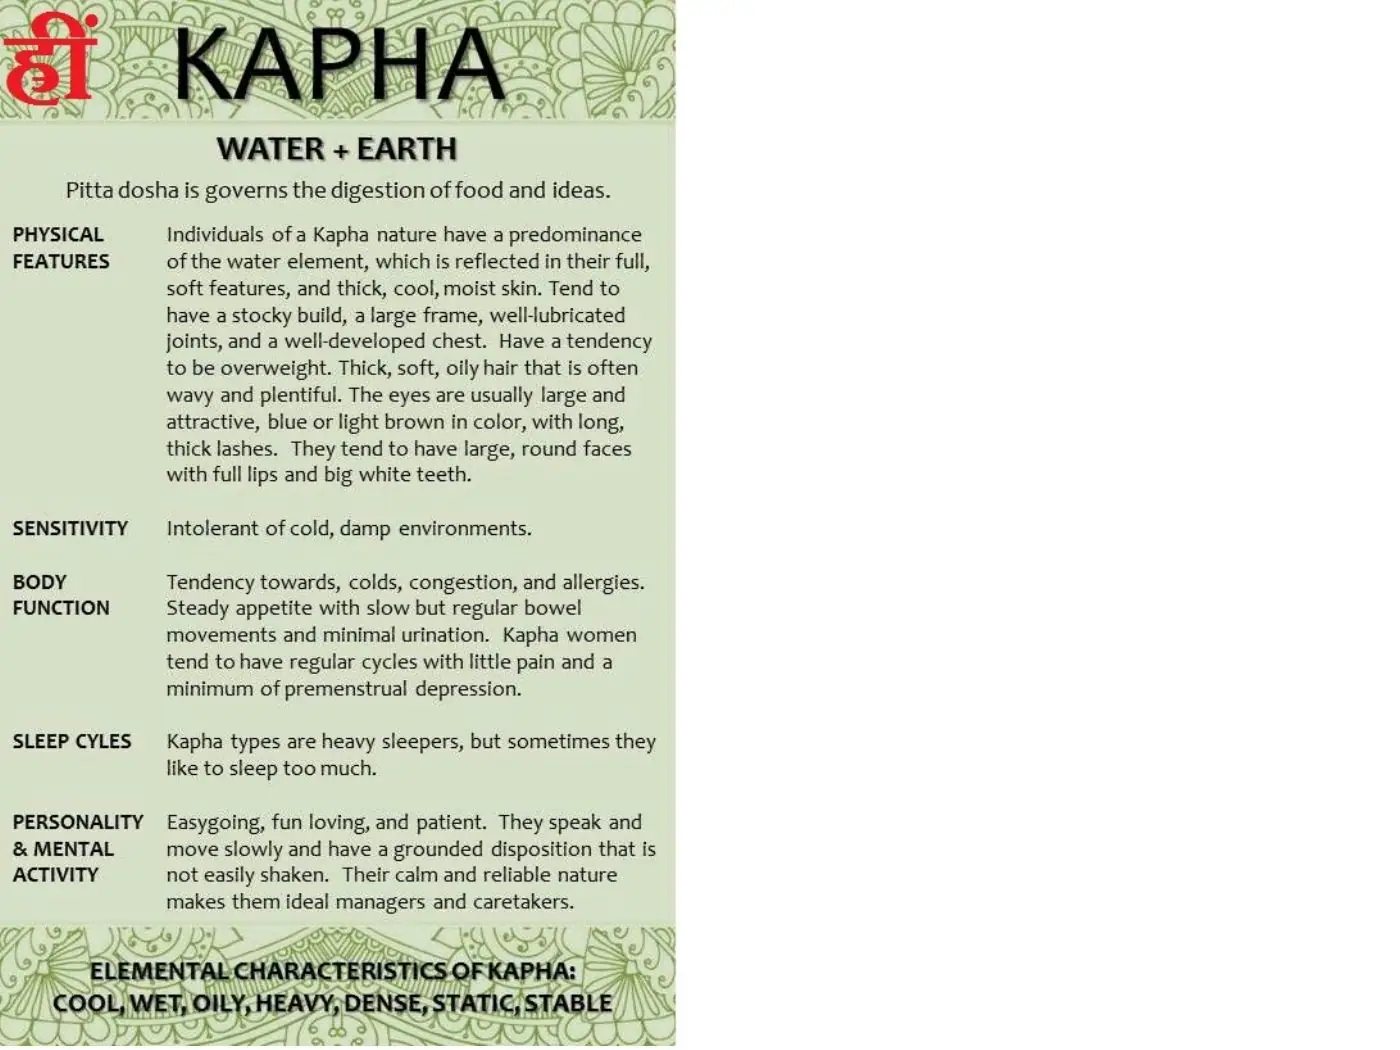 ह्रीं
KAPHA
WATER + EARTH
Pitta dosha is governs the digestion of food and ideas.
PHYSICAL FEATURES
Individuals of a Kapha nature have a predominance
of the water element, which is reflected in their full,
soft features, and thick, cool, moist skin. Tend to
have a stocky build, a large frame, well-lubricated
joints, and a well-developed chest. Have a tendency
to be overweight. Thick, soft, oily hair that is often
wavy and plentiful. The eyes are usually large and
attractive, blue or light brown in color, with long,
thick lashes. They tend to have large, round faces
with full lips and big white teeth.
SENSITIVITY
Intolerant of cold, damp environments.
BODY
FUNCTION
Tendency towards, colds, congestion, and allergies.
Steady appetite with slow but regular bowel
movements and minimal urination. Kapha women
tend to have regular cycles with little pain and a
minimum of premenstrual depression.
SLEEP CYLES
Kapha types are heavy sleepers, but sometimes they
like to sleep too much.
PERSONALITY
& MENTAL
ACTIVITY
Easygoing, fun loving, and patient. They speak and
move slowly and have a grounded disposition that is
not easily shaken. Their calm and reliable nature
makes them ideal managers and caretakers.
ELEMENTAL CHARACTERISTICS OF KAPHA:
COOL, WET, OILY, HEAVY, DENSE, STATIC, STABLE